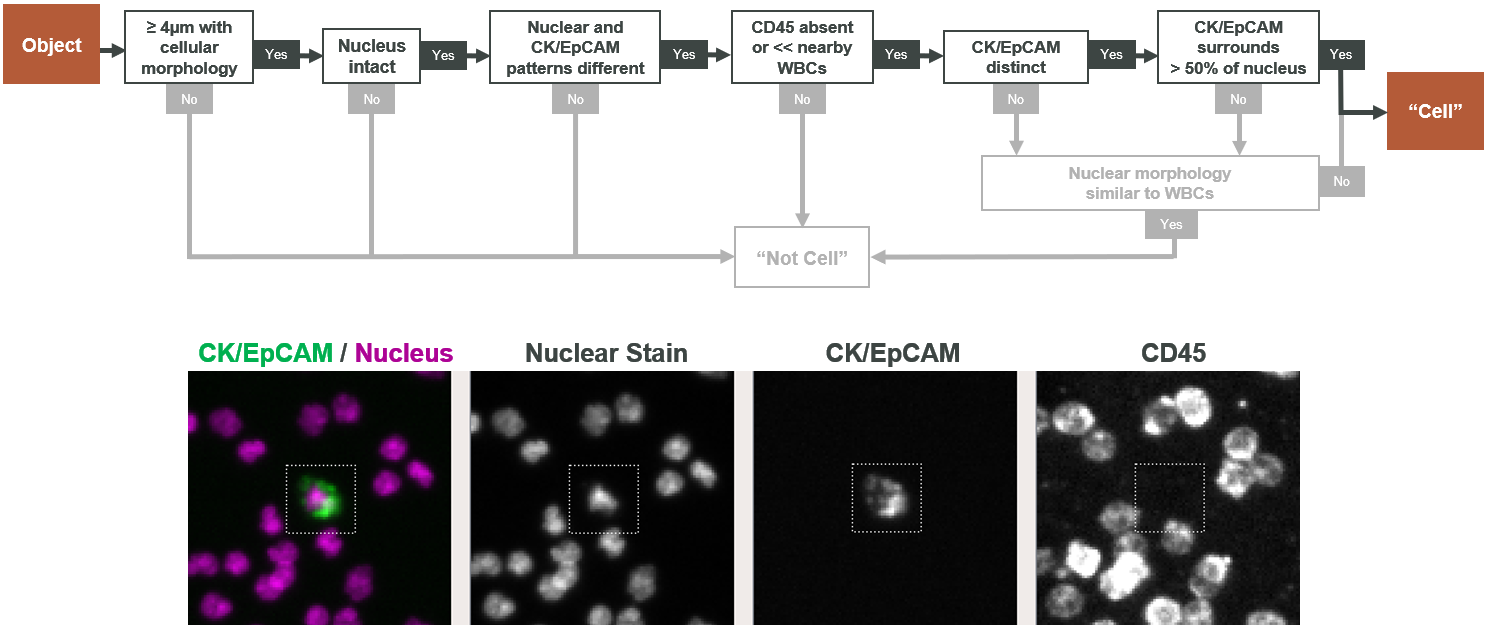 Object
≥ 4µm with
cellular
morphology
Yes
No
Nucleus
intact
Yes
No
Nuclear and
CK/EpCAM
patterns different
Yes
No
CD45 absent
or << nearby
WBCs
Yes
No
CK/EpCAM
distinct
Yes
No
CK/EpCAM
surrounds
> 50% of nucleus
Yes
No
“Cell”
Nuclear morphology
similar to WBCs
No
Yes
“Not Cell”
CK/EpCAM / Nucleus
Nuclear Stain
CK/EpCAM
CD45